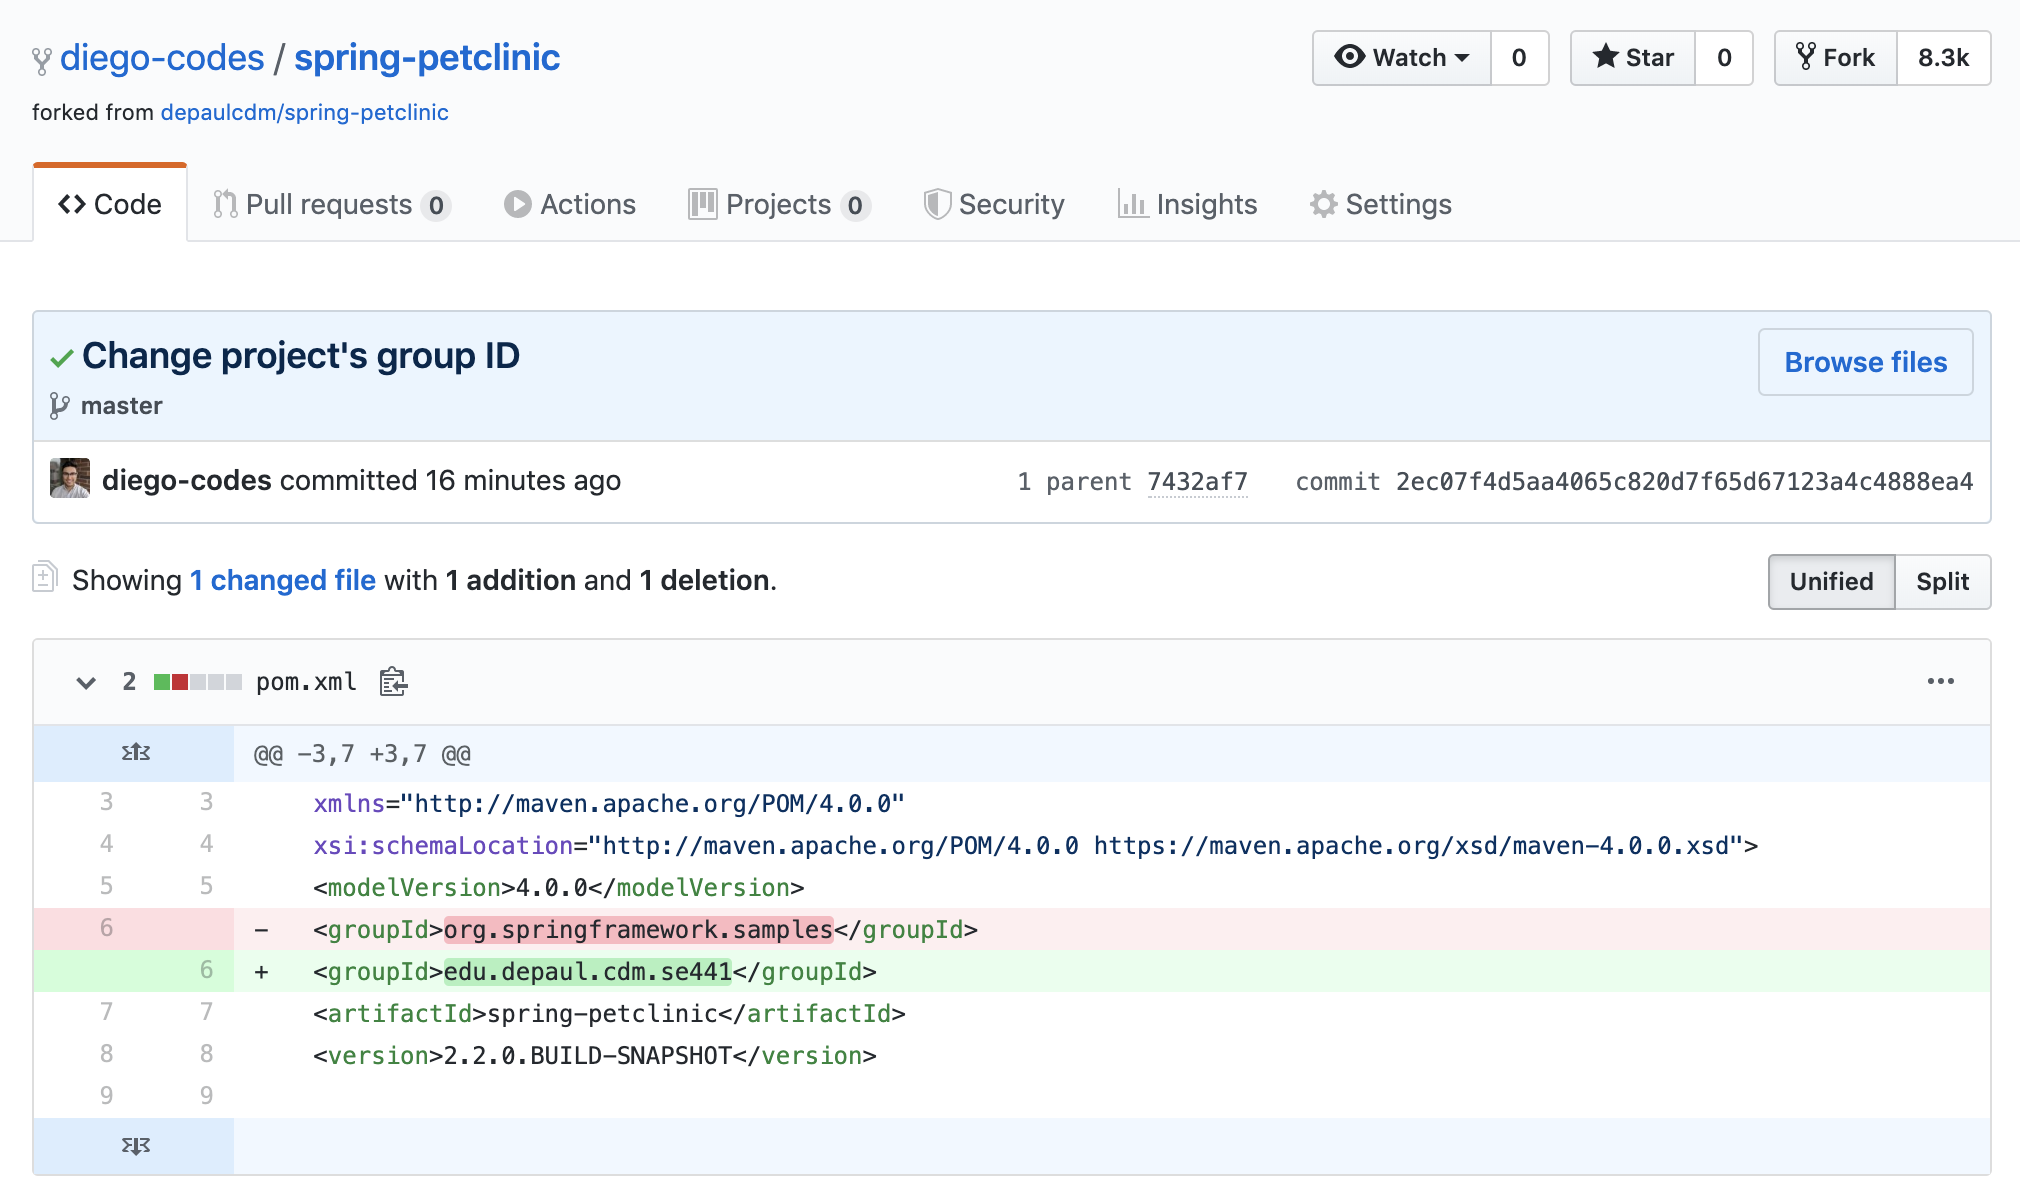 diego-codes / spring-petclinic
Watch 0 Star 0 Fork 8.3k
forked from depaulcdm/spring-petclinic
Code Pull requests 0 Actions Projects 0 Security Insights Settings
Change project's group ID
Browse files
master
diego-codes committed 16 minutes ago 1 parent 7432af7 commit 2ec07f4d5aa4065c820d7f65d67123a4c4888ea4
Showing 1 changed file with 1 addition and 1 deletion.
Unified Split
2 pom.xml
@@ -3,7 +3,7 @@
3 3 xmlns="http://maven.apache.org/POM/4.0.0"
4 4 xsi:schemaLocation="http://maven.apache.org/POM/4.0.0 https://maven.apache.org/xsd/maven-4.0.0.xsd">
5 5 <modelVersion>4.0.0</modelVersion>
6 - <groupId>org.springframework.samples</groupId>
6 + <groupId>edu.depaul.cdm.se441</groupId>
7 7 <artifactId>spring-petclinic</artifactId>
8 8 <version>2.2.0.BUILD-SNAPSHOT</version>
9 9